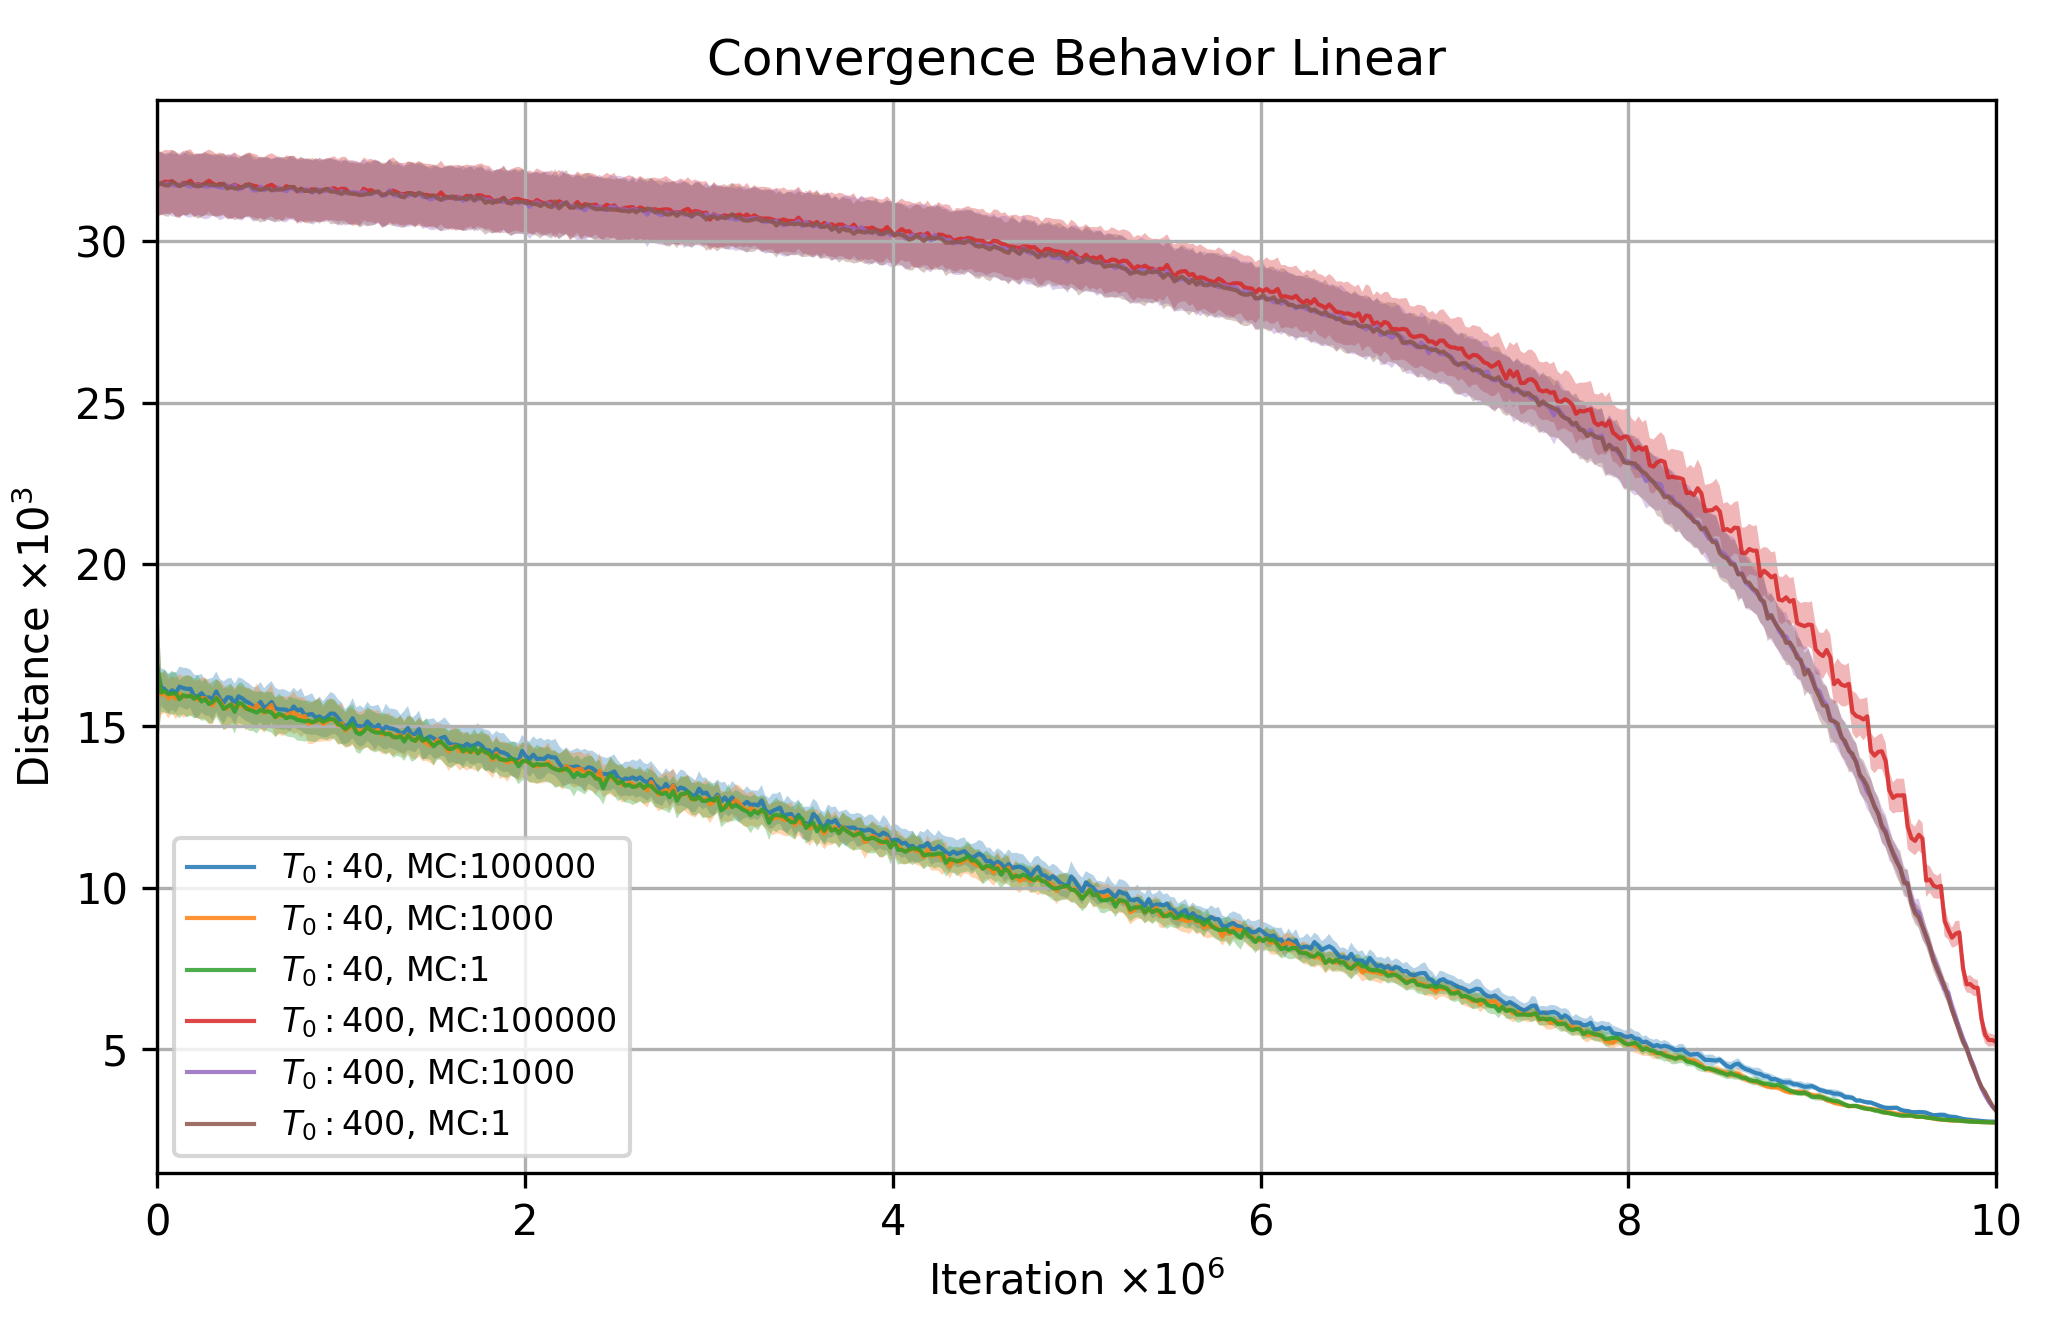 Convergence Behavior Linear
Distance ×10³
30
25
20
15
10
5
T₀ : 40, MC:100000
T₀ : 40, MC:1000
T₀ : 40, MC:1
T₀ : 400, MC:100000
T₀ : 400, MC:1000
T₀ : 400, MC:1
0 2 4 6 8 10
Iteration ×10⁶